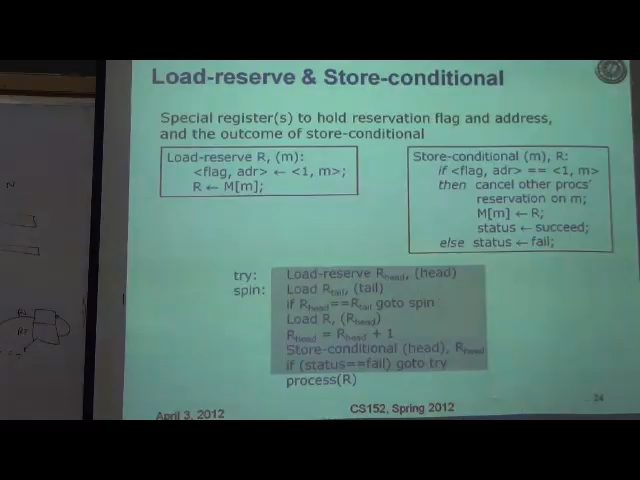 Load-reserve & Store-conditional
Special register(s) to hold reservation flag and address,
and the outcome of store-conditional
Load-reserve R, (m):
<flag, adr> ← <1, m>;
R ← M[m];
Store-conditional (m), R:
if <flag, adr> == <1, m>
then cancel other procs'
reservation on m;
M[m] ← R;
status ← succeed;
else status ← fail;
try: Load-reserve Rhead, (head)
spin: Load Rtail, (tail)
if Rhead==Rtail goto spin
Load R, (Rhead)
Rhead = Rhead + 1
Store-conditional (head), Rhead
if (status==fail) goto try
process(R)
April 3, 2012
CS152, Spring 2012
24